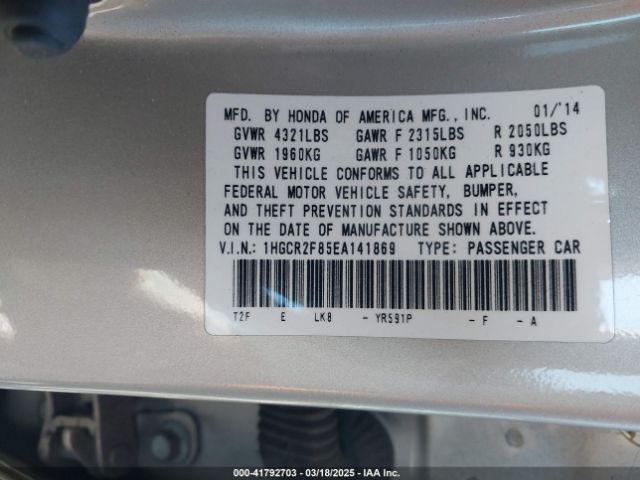 MFD. BY HONDA OF AMERICA MFG., INC. 01/'14
GVWR 4321LBS GAWR F 2315LBS R 2050LBS
GVWR 1960KG GAWR F 1050KG R 930KG
THIS VEHICLE CONFORMS TO ALL APPLICABLE
FEDERAL MOTOR VEHICLE SAFETY, BUMPER,
AND THEFT PREVENTION STANDARDS IN EFFECT
ON THE DATE OF MANUFACTURE SHOWN ABOVE.
V.I.N.: 1HGCR2F85EA141869 TYPE: PASSENGER CAR
T2F E LK8 - YR591P - F - A
000-41792703 - 03/18/2025 - IAA Inc.